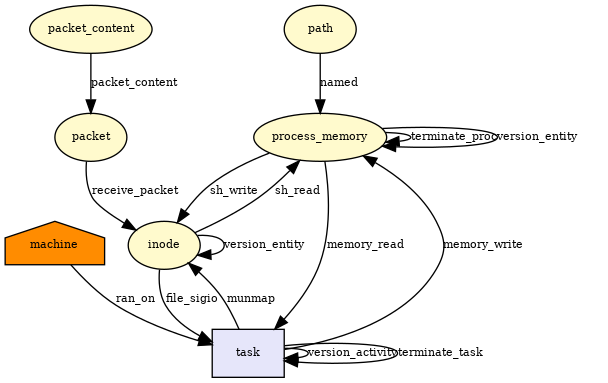 packet_content
path
packet_content
named
packet
process_memory
terminate_proc
version_entity
receive_packet
sh_write
sh_read
machine
inode
version_entity
memory_read
memory_write
ran_on
file_sigio
munmap
task
version_activity
terminate_task